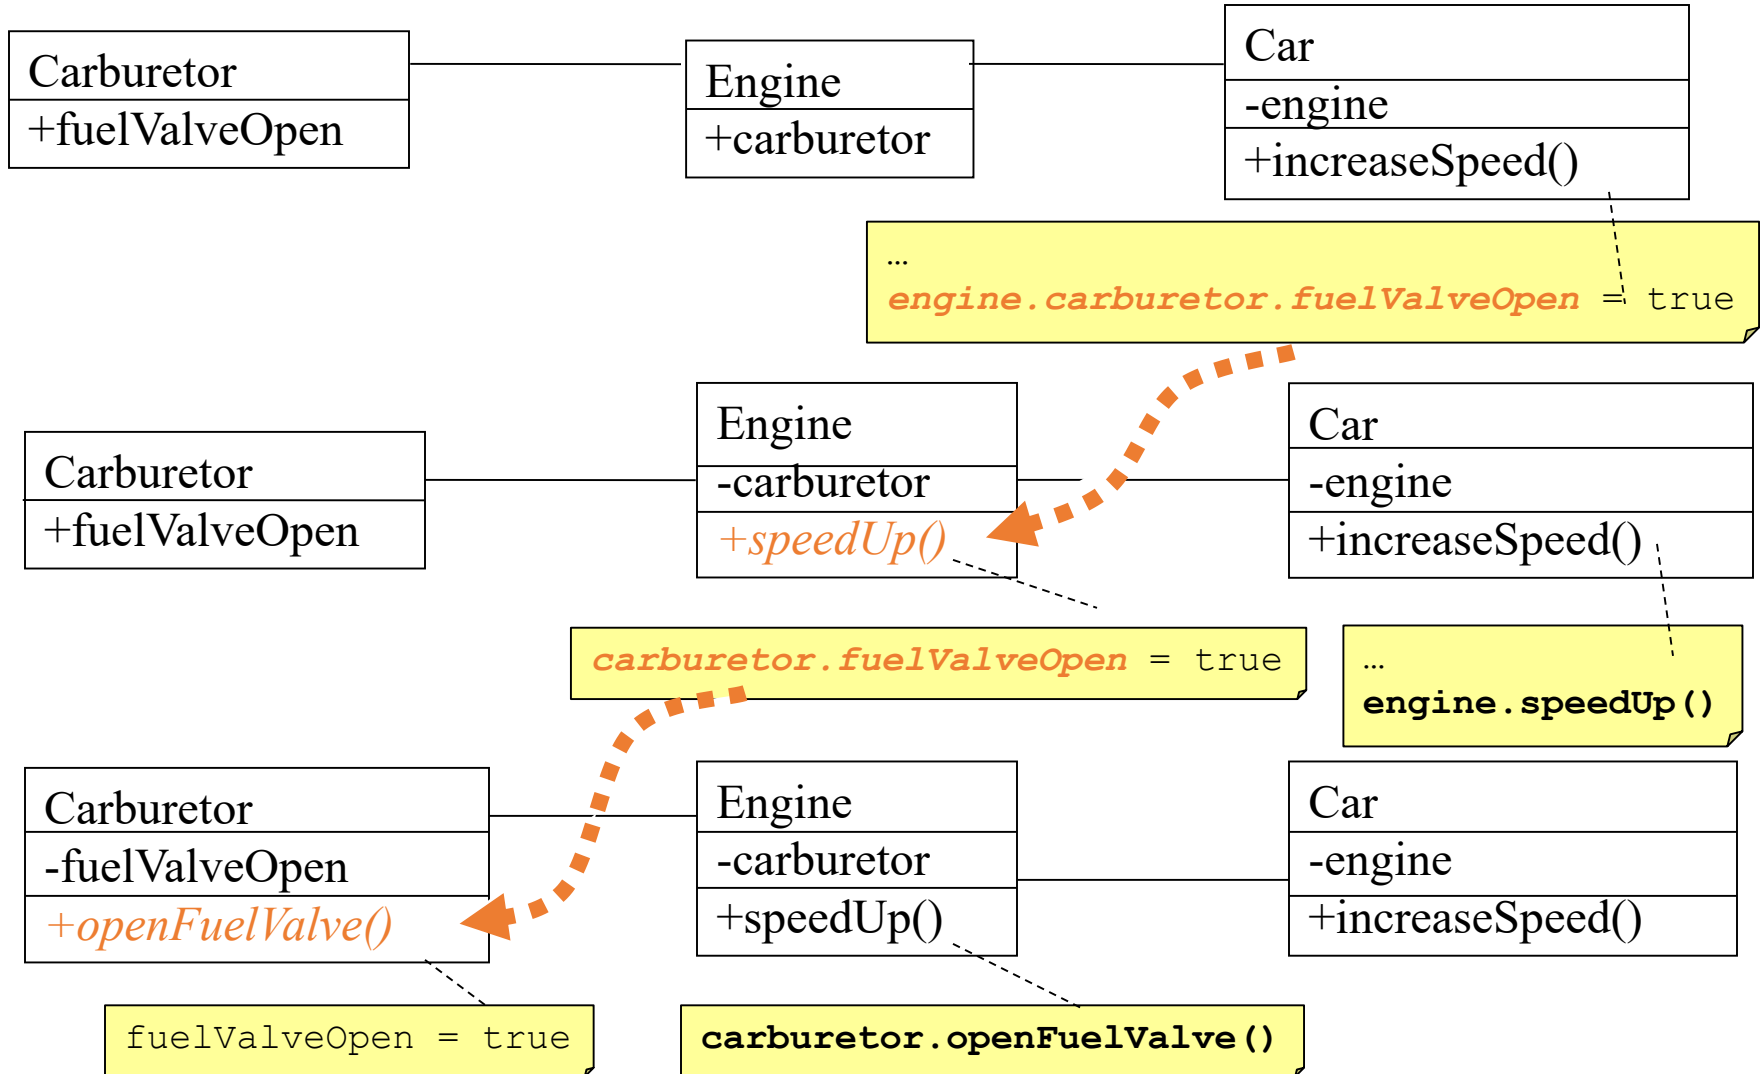 Carburetor
+fuelValveOpen
Engine
+carburetor
Car
-engine
+increaseSpeed()
...
engine.carburetor.fuelValveOpen = true
Carburetor
+fuelValveOpen
Engine
-carburetor
+speedUp()
Car
-engine
+increaseSpeed()
carburetor.fuelValveOpen = true
...
engine.speedUp()
Carburetor
-fuelValveOpen
+openFuelValve()
Engine
-carburetor
+speedUp()
Car
-engine
+increaseSpeed()
fuelValveOpen = true
carburetor.openFuelValve()